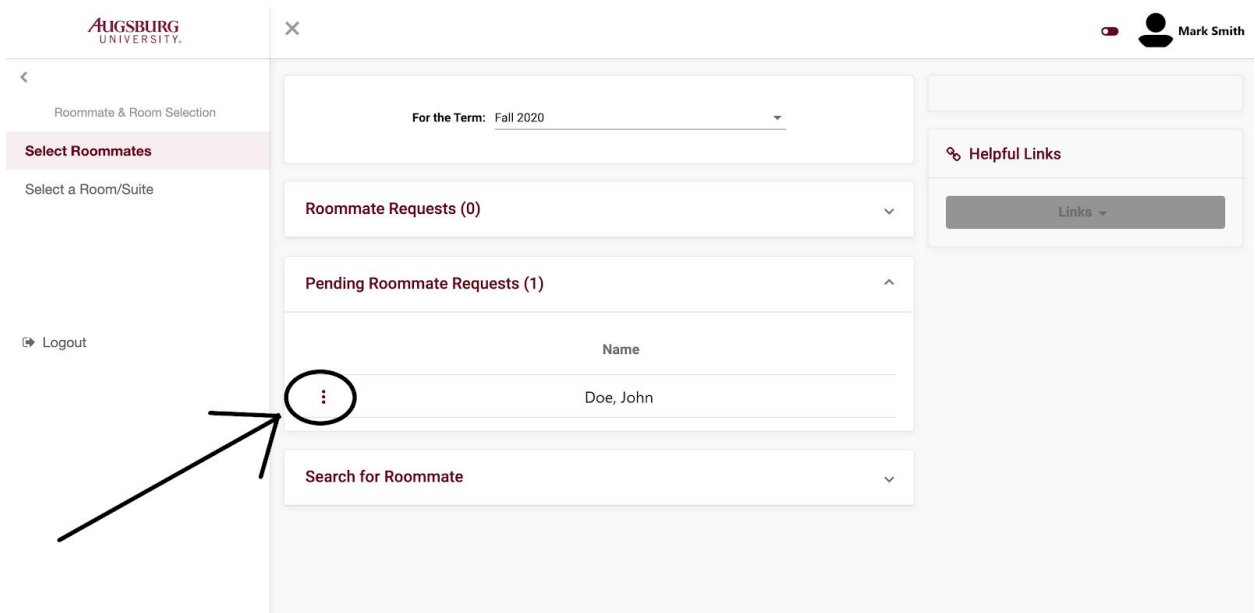 AUGSBURG
UNIVERSITY.
Mark Smith
Roommate & Room Selection
Select Roommates
Select a Room/Suite
Logout
For the Term: Fall 2020
Roommate Requests (0)
Pending Roommate Requests (1)
Name
Doe, John
Search for Roommate
Helpful Links
Links